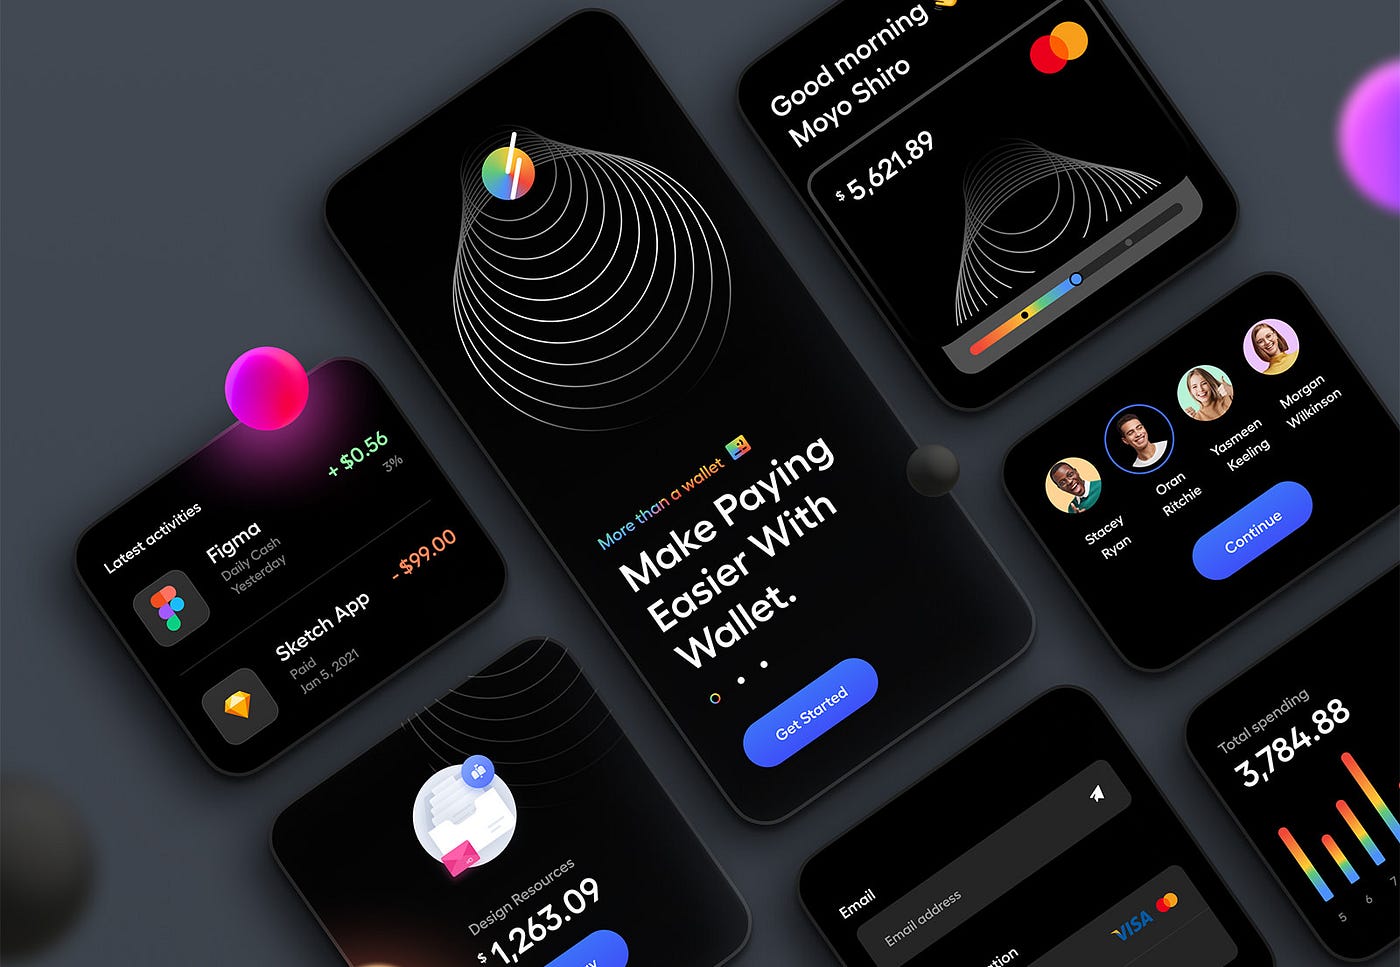 Good morning
Moyo Shiro
$ 5,621.89
Latest activities
Figma
Daily Cash
Yesterday
+ $0.56
3%
Sketch App
Paid
Jan 5, 2021
- $99.00
More than a wallet
Make Paying
Easier With
Wallet.
Get Started
Stacey
Ryan
Oran
Ritchie
Yasmeen
Keeling
Morgan
Wilkinson
Continue
Design Resources
$ 1,263.09
Email
Email address
VISA
Total spending
3,784.88
5
6
7